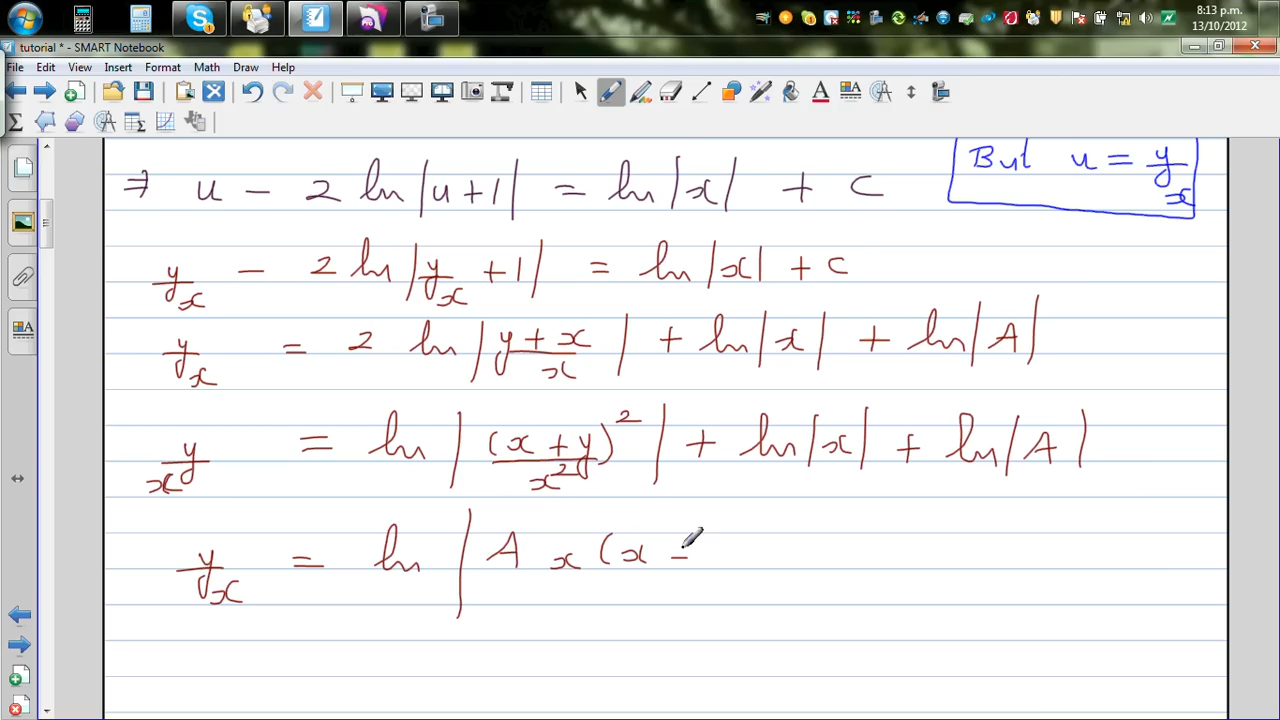 8:13 p.m.
13/10/2012
tutorial * - SMART Notebook
File Edit View Insert Format Math Draw Help
But u = y/x
⇒ u - 2 ln|u+1| = ln|x| + C
y/x - 2 ln|y/x + 1| = ln|x| + C
y/x = 2 ln|(y+x)/x| + ln|x| + ln|A|
y/x = ln|(x+y)²/x²| + ln|x| + ln|A|
y/x = ln|A x (x -